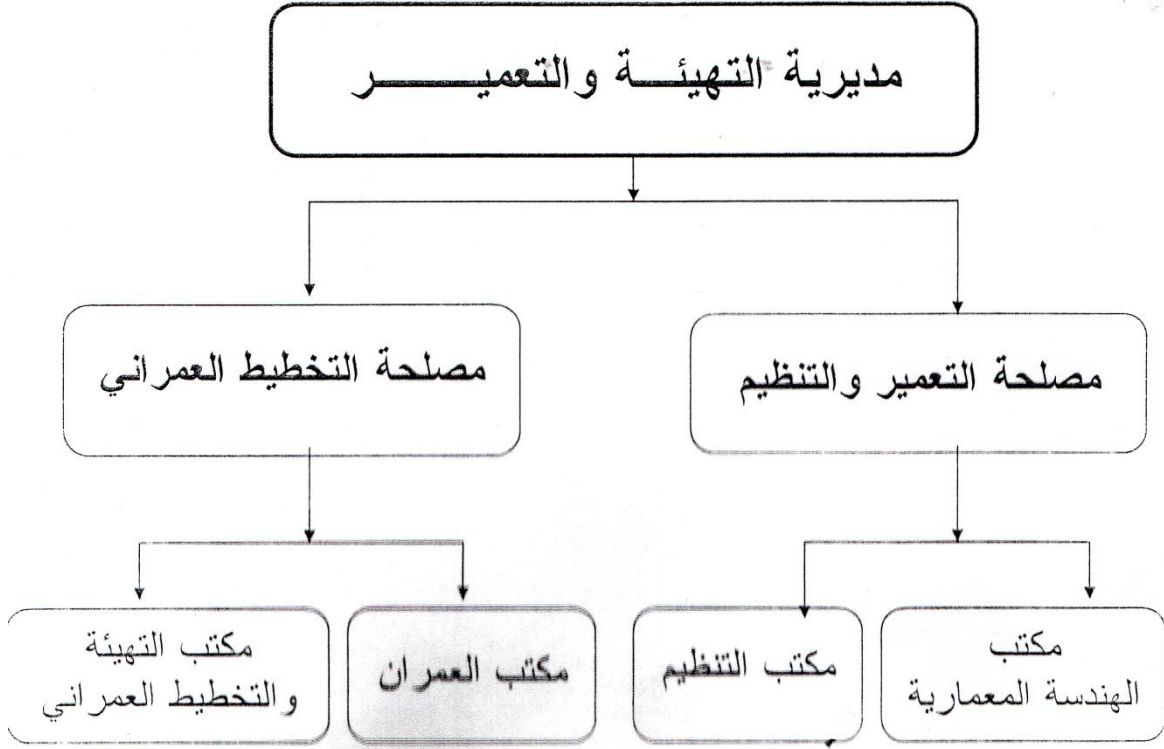 مديرية التهيئة والتعمير
مصلحة التعمير والتنظيم
مصلحة التخطيط العمراني
مكتب
الهندسة المعمارية
مكتب التنظيم
مكتب العمران
مكتب التهيئة
والتخطيط العمراني